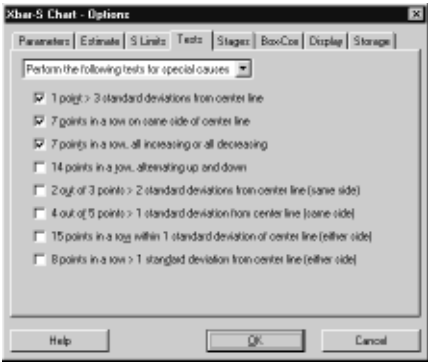 Xbar-S Chart - Options
Parameters Estimate S Limits Tests Stages Box-Cox Display Storage
Perform the following tests for special causes
1 point > 3 standard deviations from center line
7 points in a row on same side of center line
7 points in a row, all increasing or all decreasing
14 points in a row, alternating up and down
2 out of 3 points > 2 standard deviations from center line (same side)
4 out of 5 points > 1 standard deviation from center line (same side)
15 points in a row within 1 standard deviation of center line (either side)
8 points in a row > 1 standard deviation from center line (either side)
Help OK Cancel